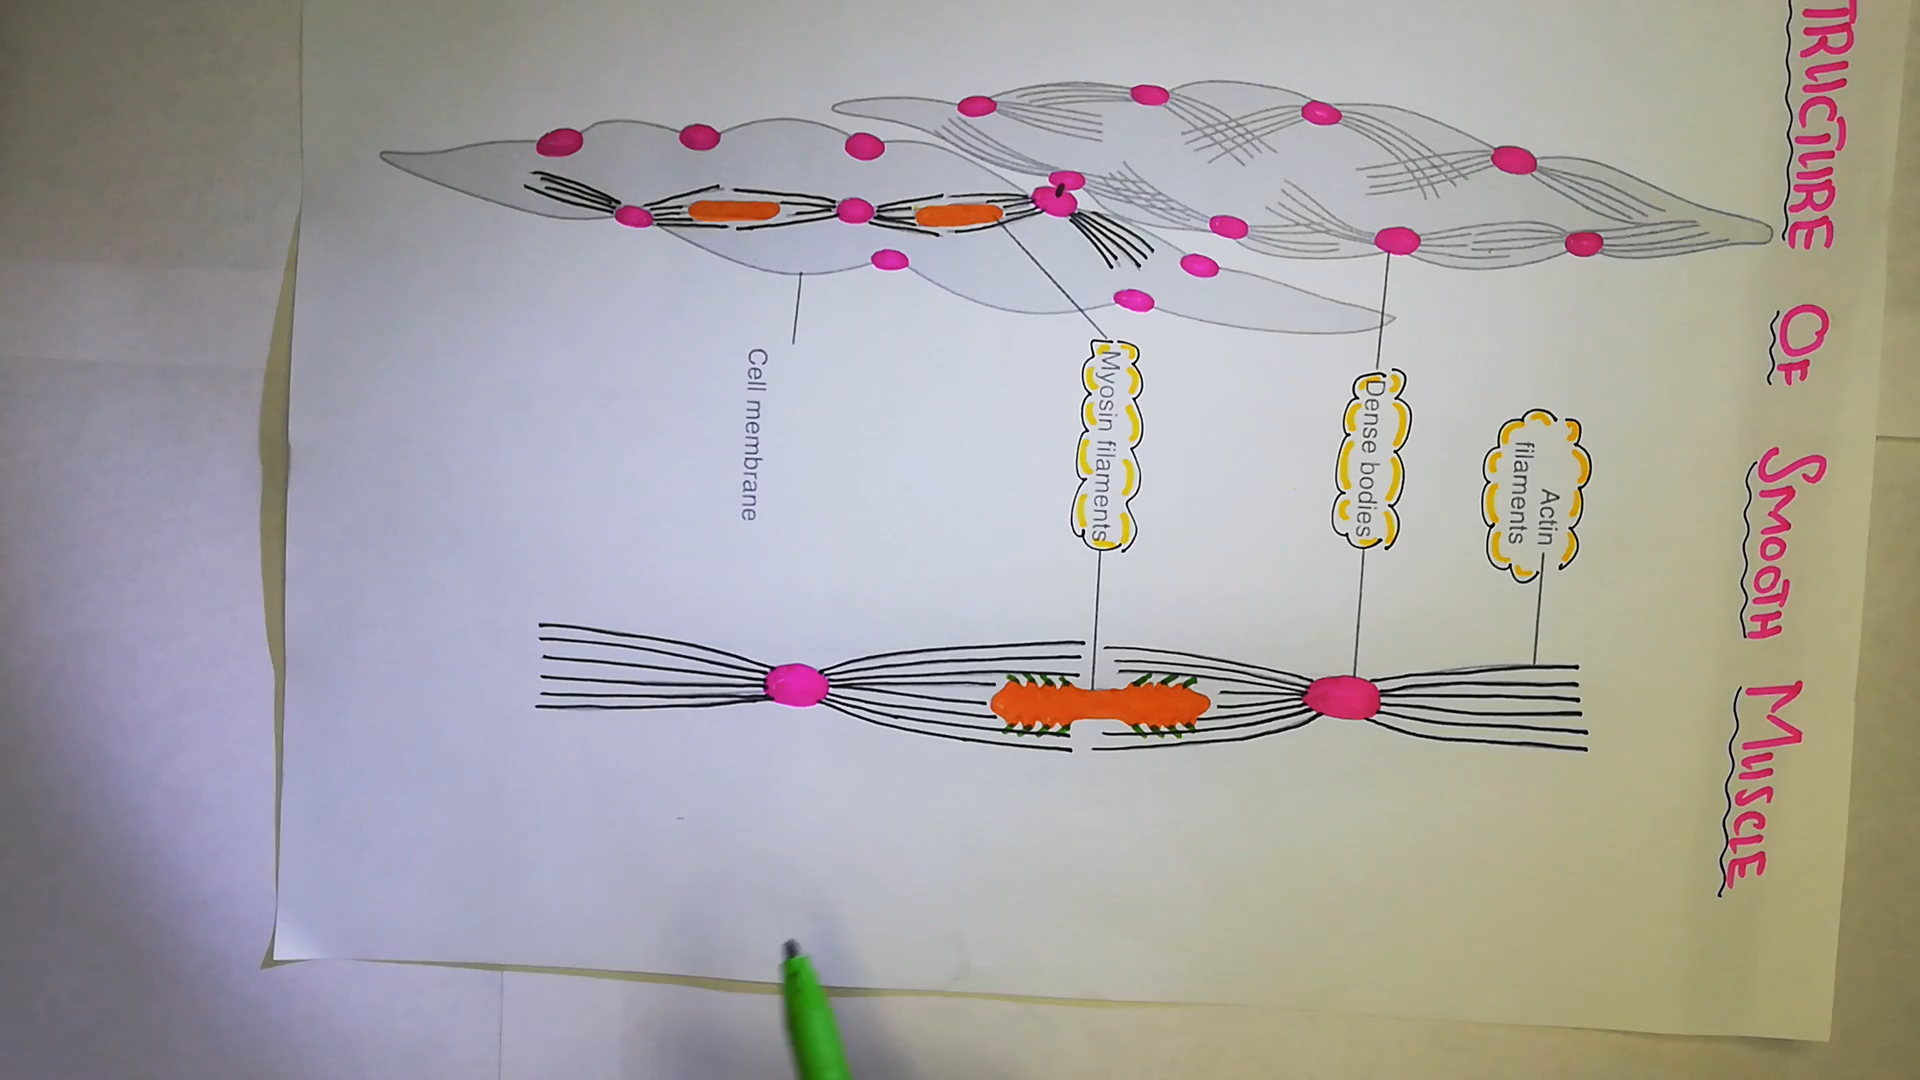 TRUCTURE OF SMOOTH MUSCLE
Actin
filaments
Dense bodies
Myosin filaments
Cell membrane